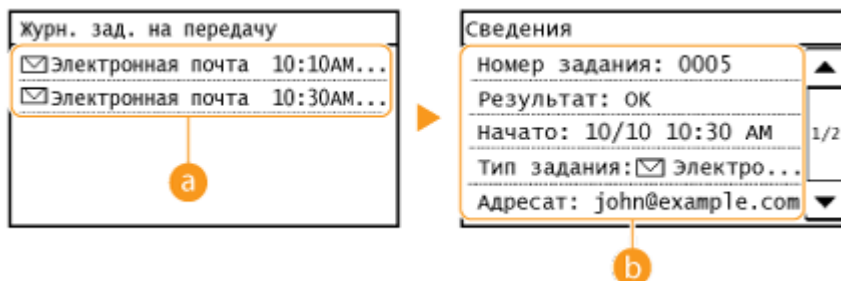 Журн. зад. на передачу
Электронная почта 10:10AM...
Электронная почта 10:30AM...
a
Сведения
Номер задания: 0005
Результат: OK
Начато: 10/10 10:30 AM
1/2
Тип задания: Электро...
Адресат: john@example.com
b